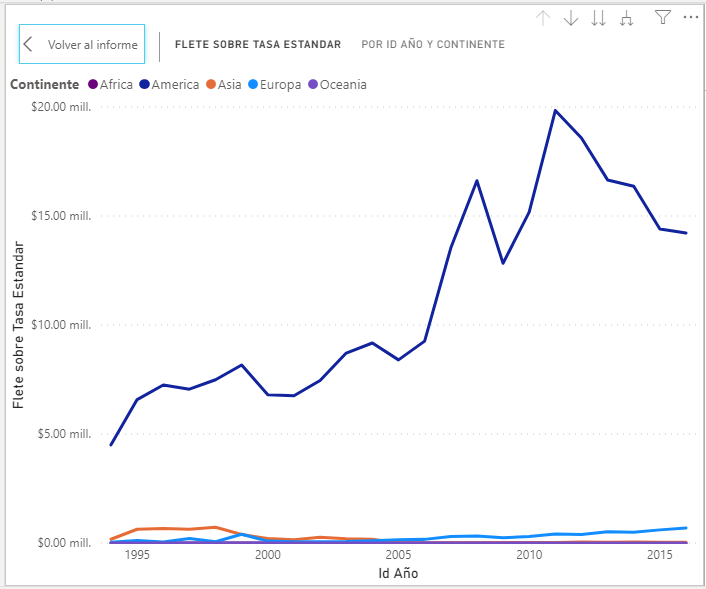 Volver al informe
FLETE SOBRE TASA ESTANDAR
POR ID AÑO Y CONTINENTE
Continente Africa America Asia Europa Oceania
$20.00 mill.
$15.00 mill.
$10.00 mill.
$5.00 mill.
$0.00 mill.
Flete sobre Tasa Estandar
1995 2000 2005 2010 2015
Id Año